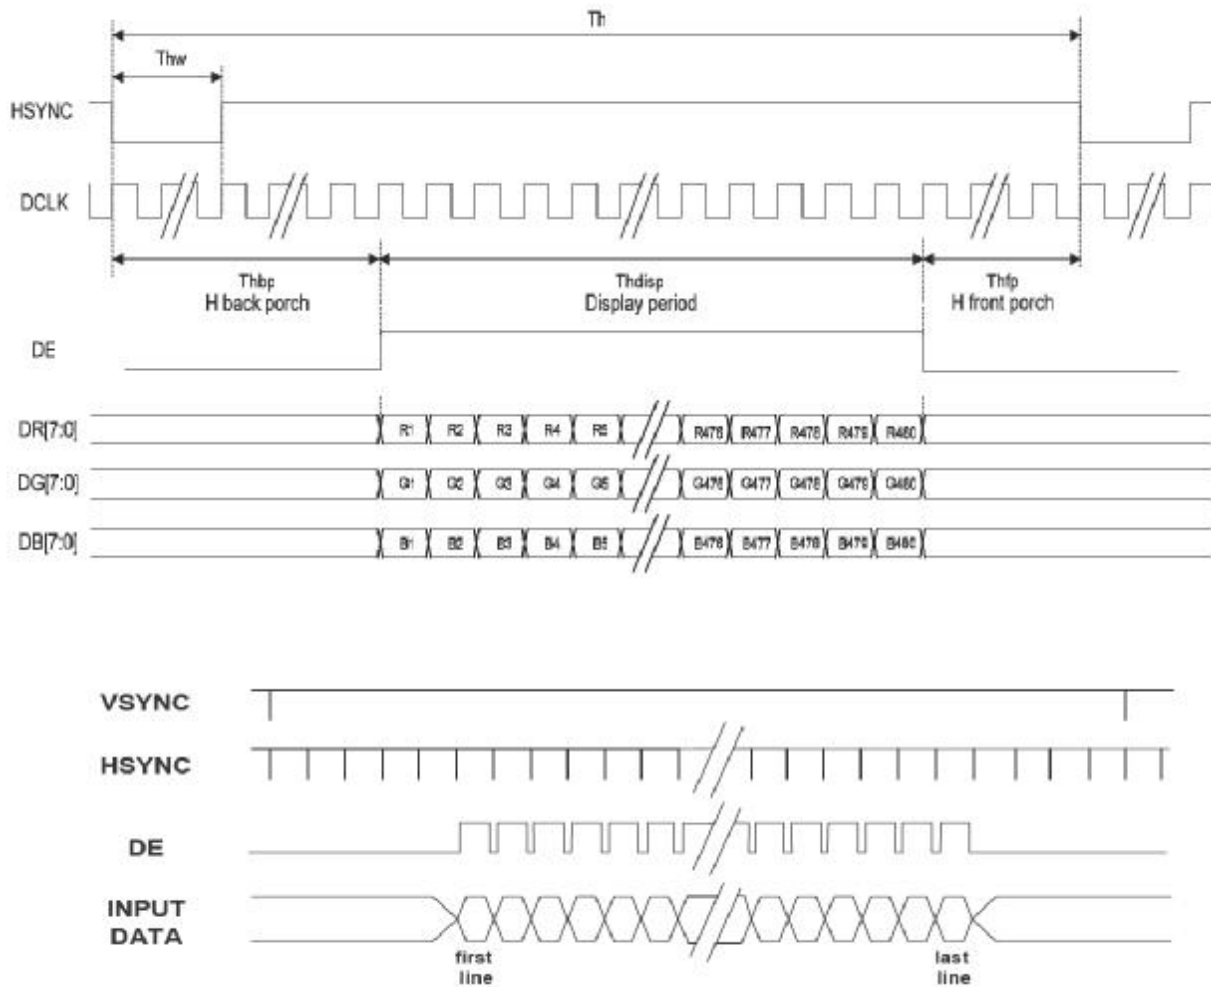 Th
Thw
HSYNC
DCLK
Thbp
H back porch
Thdisp
Display period
Thfp
H front porch
DE
DR[7:0] R1 R2 R3 R4 R5 R476 R477 R478 R479 R480
DG[7:0] G1 G2 G3 G4 G5 G476 G477 G478 G479 G480
DB[7:0] B1 B2 B3 B4 B5 B476 B477 B478 B479 B480
VSYNC
HSYNC
DE
INPUT
DATA
first
line
last
line